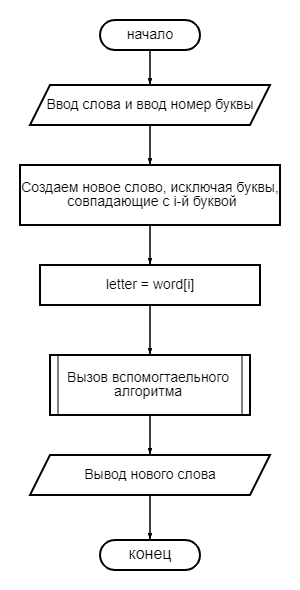 начало
Ввод слова и ввод номер буквы
Создаем новое слово, исключая буквы,
совпадающие с i-й буквой
letter = word[i]
Вызов вспомогтаельного
алгоритма
Вывод нового слова
конец